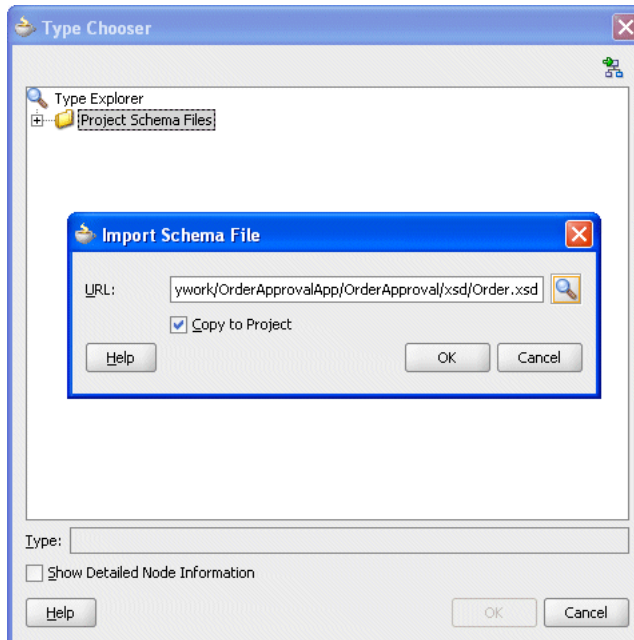 Type Chooser
Type Explorer
Project Schema Files
Import Schema File
URL: ywork/OrderApprovalApp/OrderApproval/xsd/Order.xsd
Copy to Project
Help OK Cancel
Type:
Show Detailed Node Information
Help OK Cancel